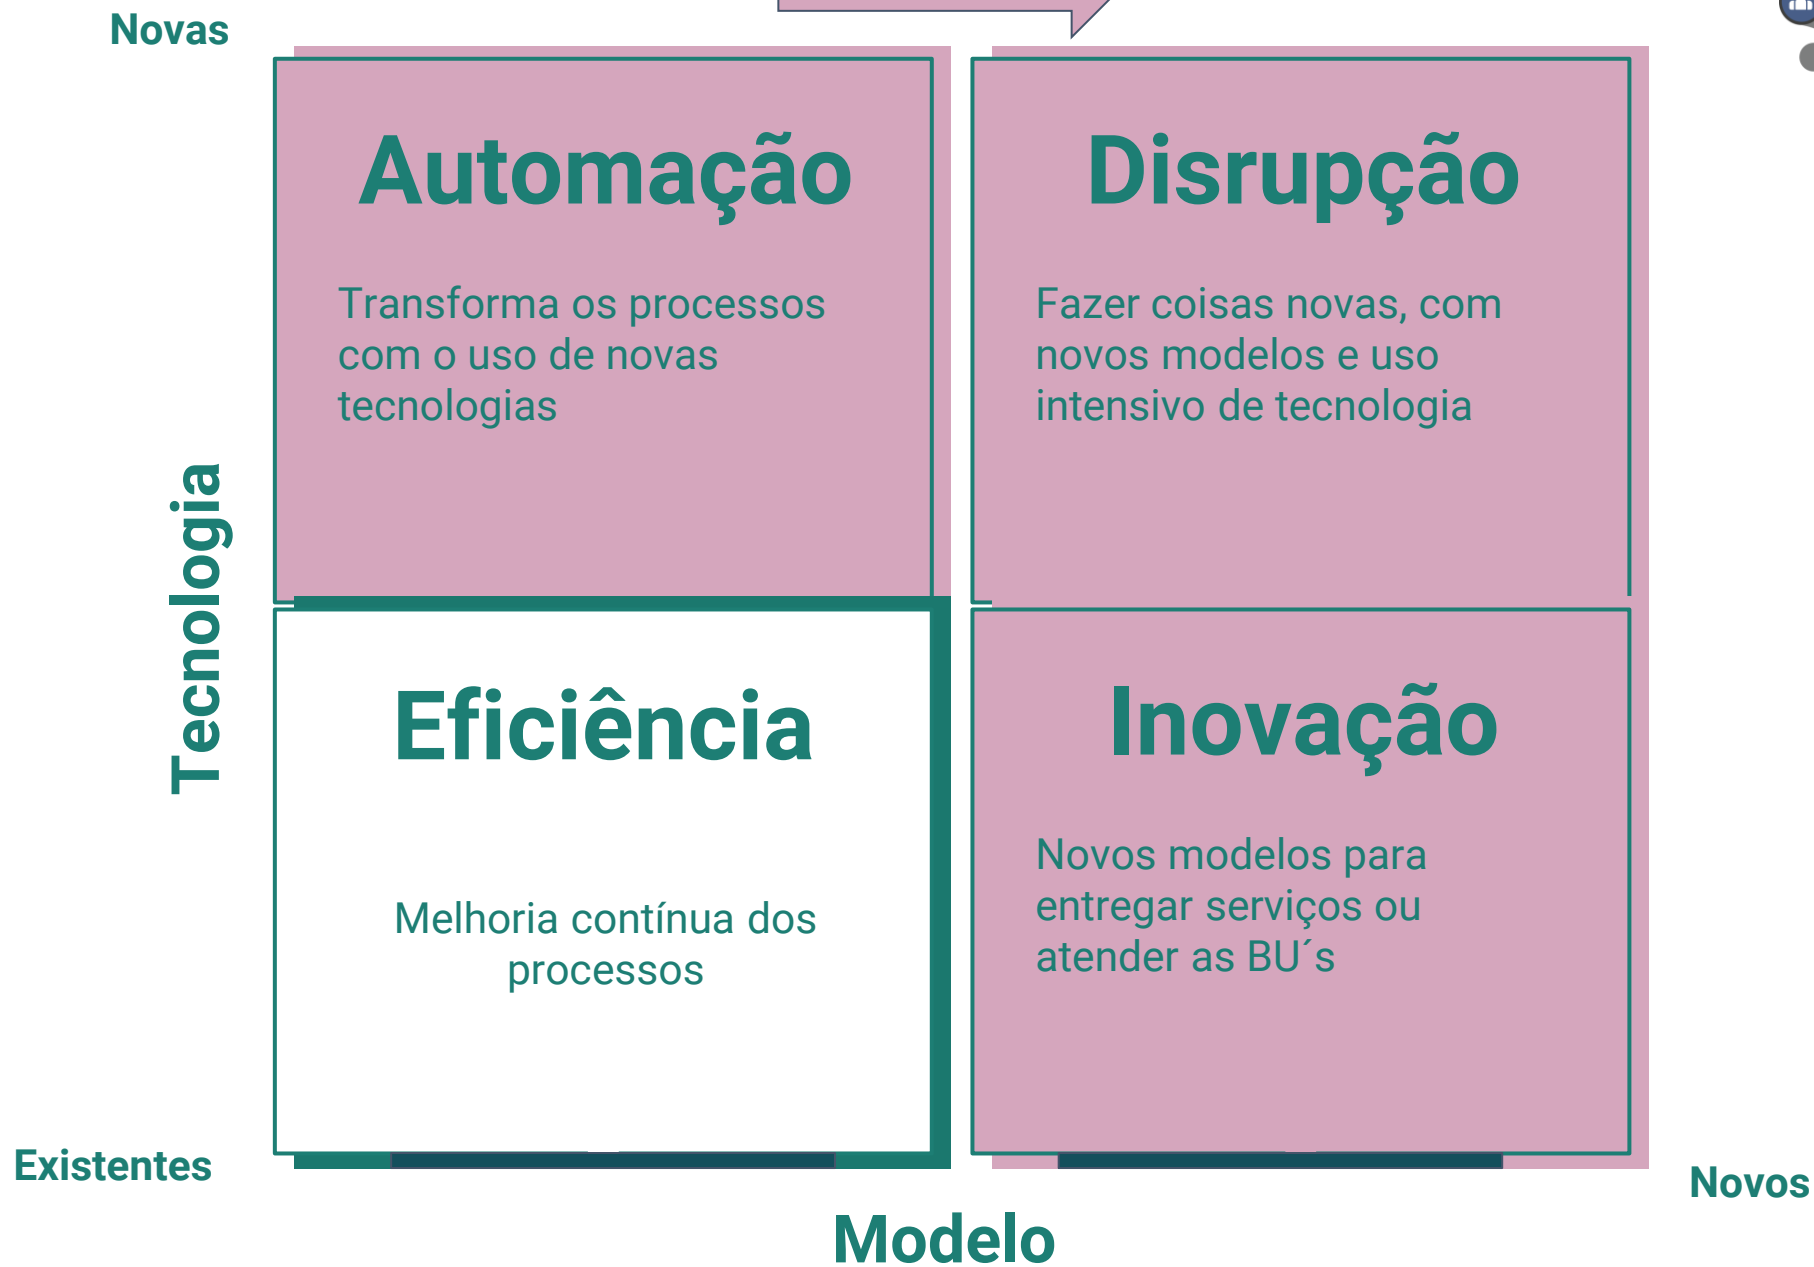 Novas
Automação
Transforma os processos
com o uso de novas
tecnologias
Disrupção
Fazer coisas novas, com
novos modelos e uso
intensivo de tecnologia
Tecnologia
Eficiência
Melhoria contínua dos
processos
Inovação
Novos modelos para
entregar serviços ou
atender as BU´s
Existentes
Novos
Modelo